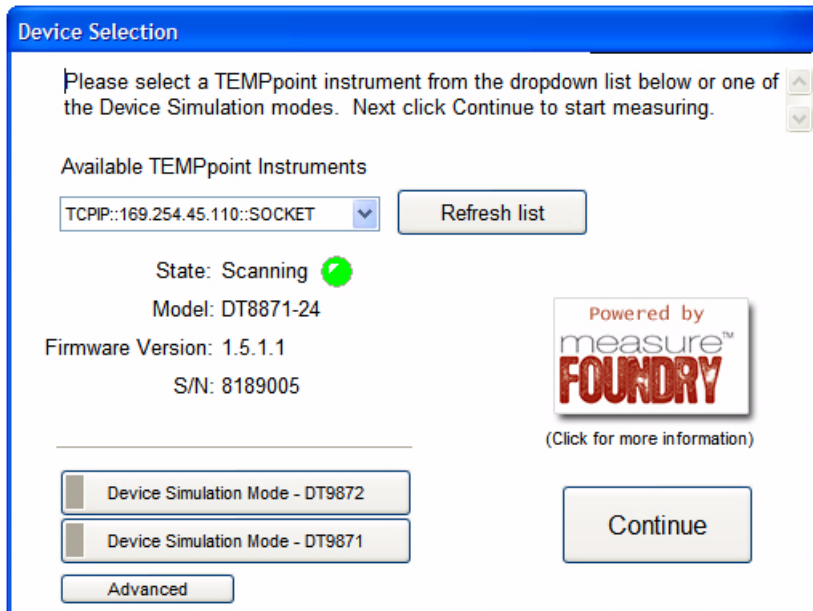 Device Selection
Please select a TEMPpoint instrument from the dropdown list below or one of
the Device Simulation modes.  Next click Continue to start measuring.
Available TEMPpoint Instruments
TCPIP::169.254.45.110::SOCKET
Refresh list
State: Scanning
Model: DT8871-24
Firmware Version: 1.5.1.1
S/N: 8189005
Powered by
measure™
FOUNDRY
(Click for more information)
Device Simulation Mode - DT9872
Device Simulation Mode - DT9871
Continue
Advanced